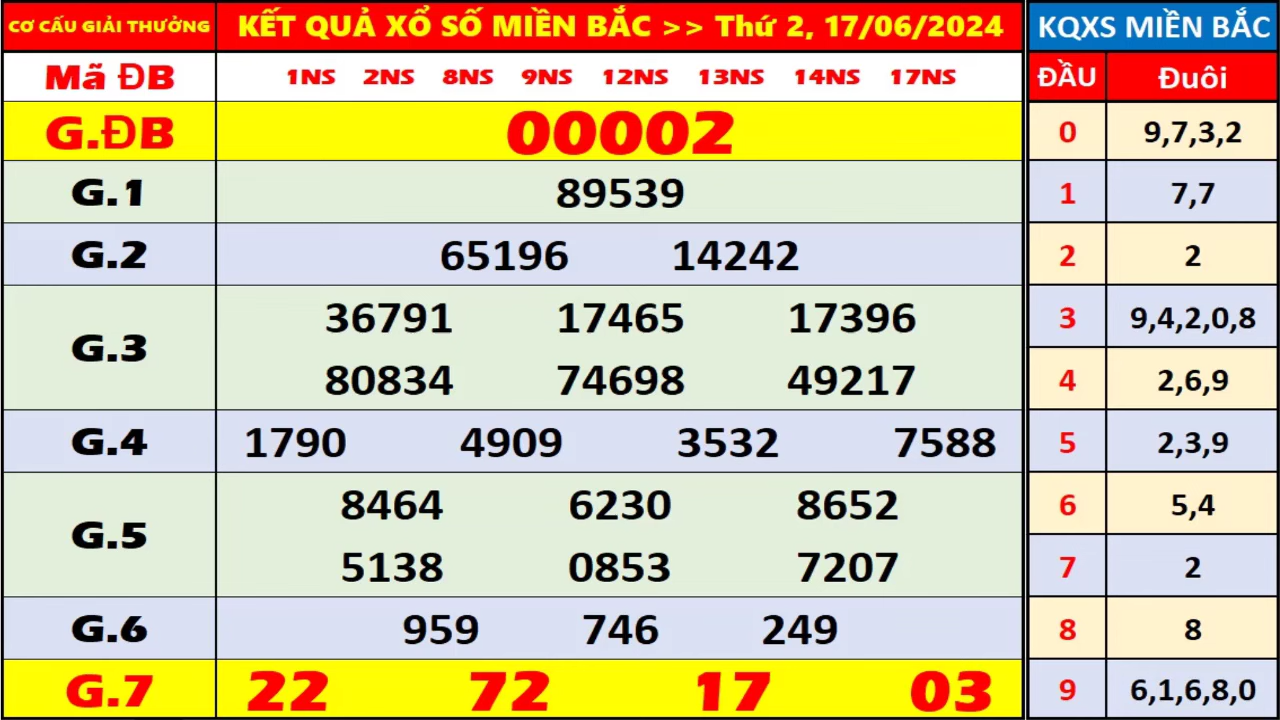 CƠ CẤU GIẢI THƯỞNG KẾT QUẢ XỔ SỐ MIỀN BẮC >> Thứ 2, 17/06/2024
Mã ĐB 1NS 2NS 8NS 9NS 12NS 13NS 14NS 17NS
G.ĐB 00002
G.1 89539
G.2 65196 14242
G.3 36791 17465 17396
80834 74698 49217
G.4 1790 4909 3532 7588
G.5 8464 6230 8652
5138 0853 7207
G.6 959 746 249
G.7 22 72 17 03
KQXS MIỀN BẮC
ĐẦU Đuôi
0 9,7,3,2
1 7,7
2 2
3 9,4,2,0,8
4 2,6,9
5 2,3,9
6 5,4
7 2
8 8
9 6,1,6,8,0